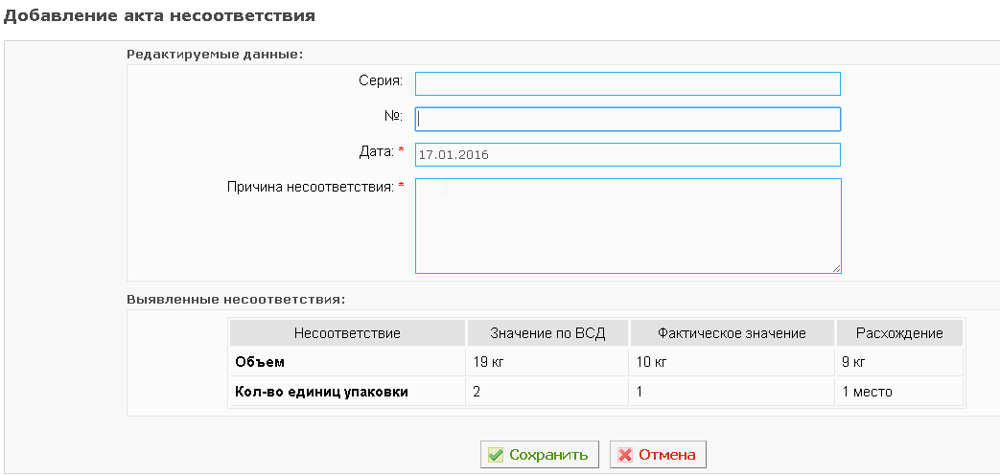 Добавление акта несоответствия
Редактируемые данные:
Серия:
№:
Дата: * 17.01.2016
Причина несоответствия: *
Выявленные несоответствия:
Несоответствие Значение по ВСД Фактическое значение Расхождение
Объем 19 кг 10 кг 9 кг
Кол-во единиц упаковки 2 1 1 место
Сохранить Отмена